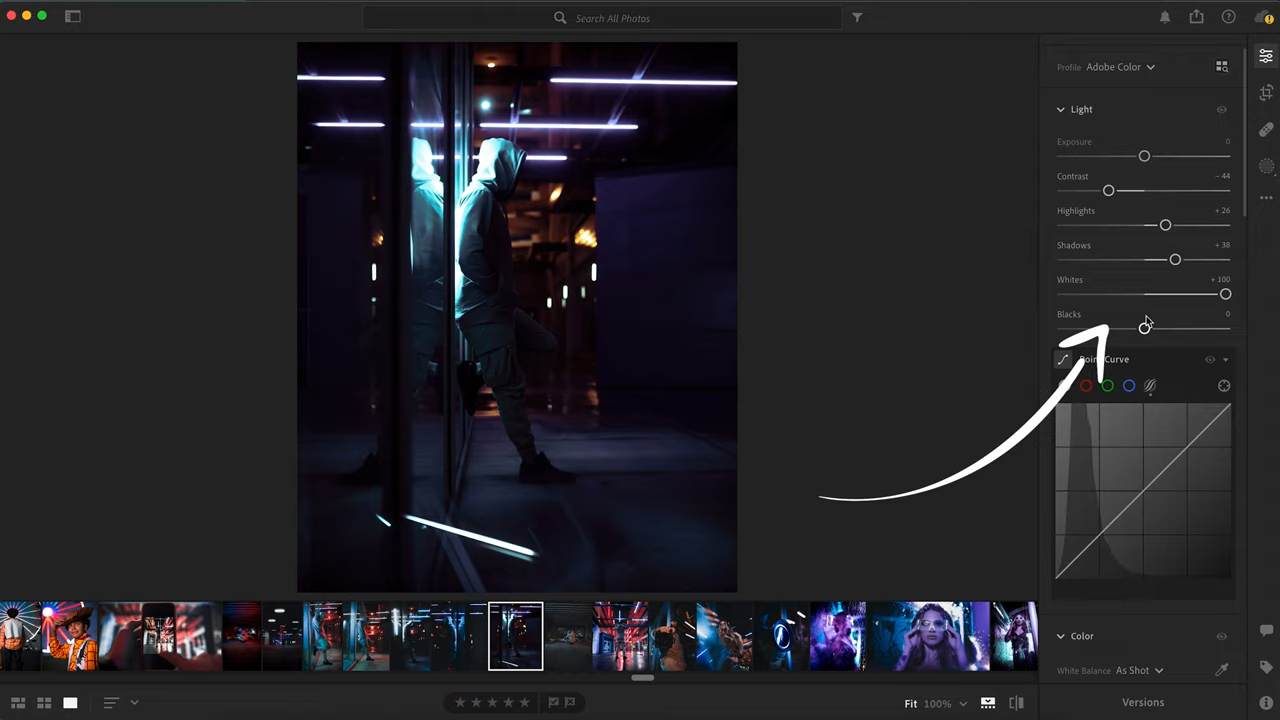 Search All Photos
Profile Adobe Color
Light
Exposure 0
Contrast - 44
Highlights + 26
Shadows + 38
Whites + 100
Blacks 0
Point Curve
Color
White Balance As Shot
Fit 100%
Versions